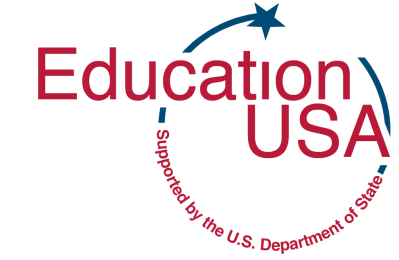 Education
USA
Supported by the U.S. Department of State